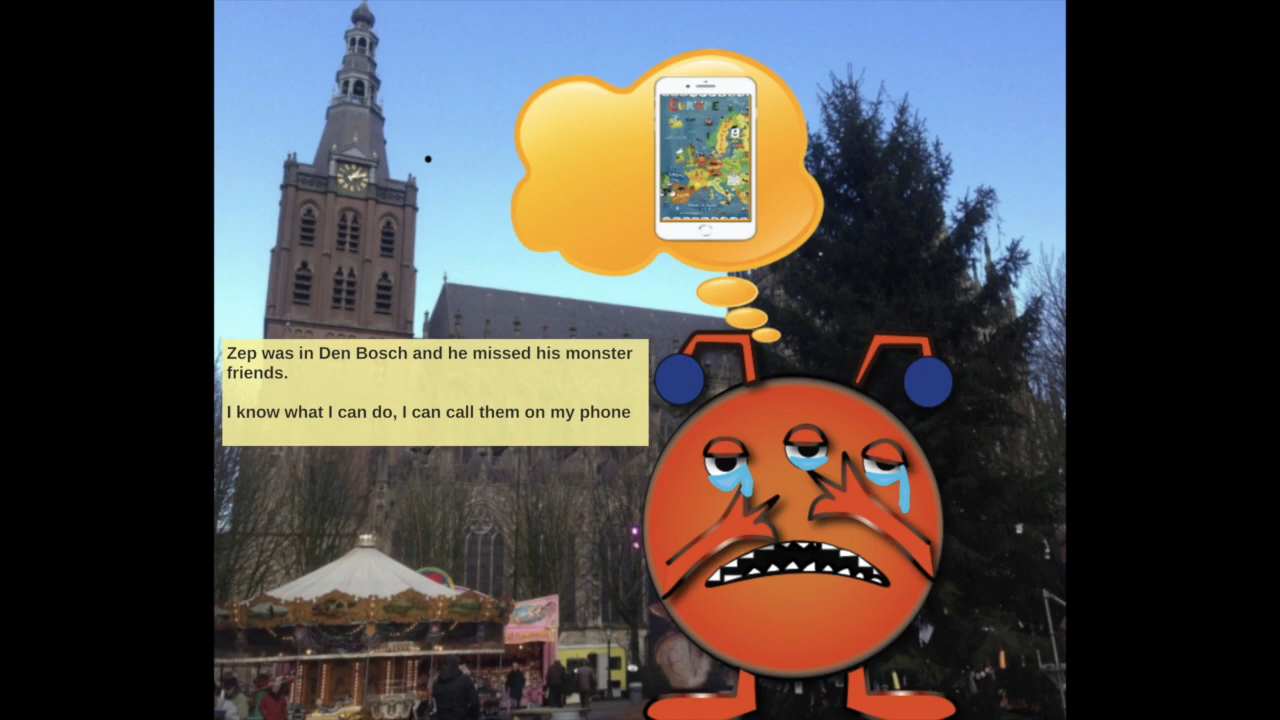 EUROPE
Zep was in Den Bosch and he missed his monster
friends.
I know what I can do, I can call them on my phone